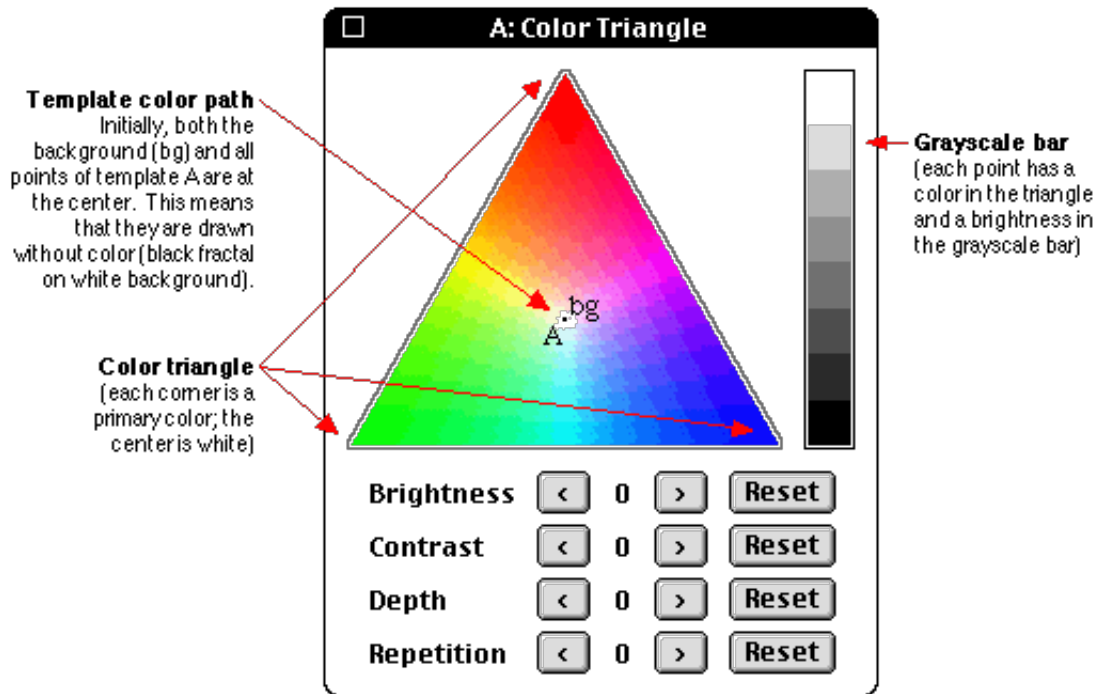 A: Color Triangle
Template color path
Initially, both the
background (bg) and all
points of template A are at
the center. This means
that they are drawn
without color (black fractal
on white background).
Grayscale bar
(each point has a
color in the triangle
and a brightness in
the grayscale bar)
bg
A
Color triangle
(each corner is a
primary color; the
center is white)
Brightness < 0 > Reset
Contrast < 0 > Reset
Depth < 0 > Reset
Repetition < 0 > Reset